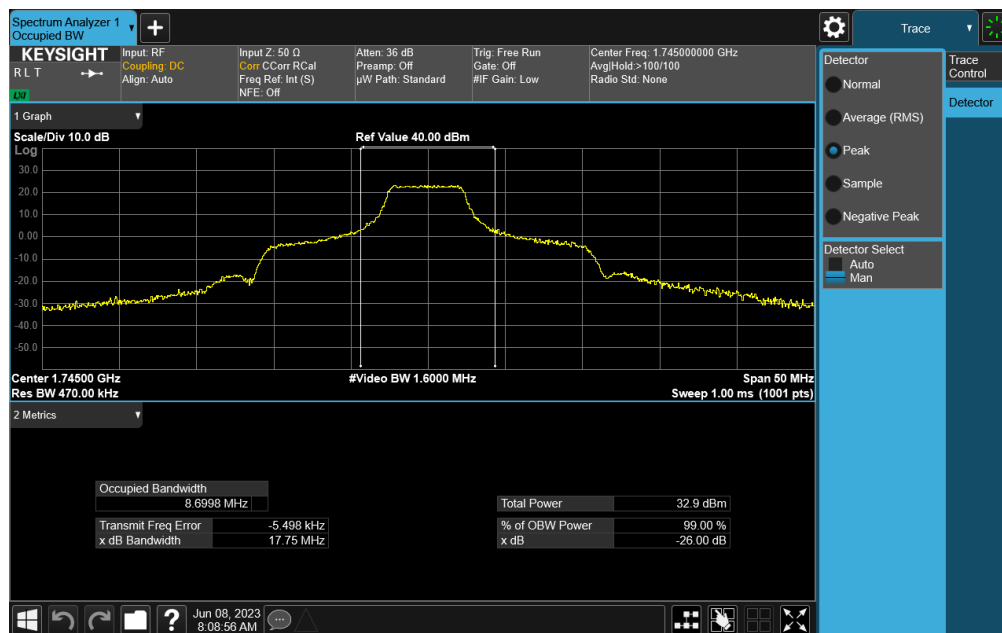 Spectrum Analyzer 1
Occupied BW
+
Trace
KEYSIGHT
R L T
LXI
Input: RF
Coupling: DC
Align: Auto
Input Z: 50 Ω
Corr CCorr RCal
Freq Ref: Int (S)
NFE: Off
Atten: 36 dB
Preamp: Off
µW Path: Standard
Trig: Free Run
Gate: Off
#IF Gain: Low
Center Freq: 1.745000000 GHz
Avg|Hold:>100/100
Radio Std: None
1 Graph
Scale/Div 10.0 dB
Ref Value 40.00 dBm
Log
30.0
20.0
10.0
0.00
-10.0
-20.0
-30.0
-40.0
-50.0
Center 1.74500 GHz
#Video BW 1.6000 MHz
Span 50 MHz
Res BW 470.00 kHz
Sweep 1.00 ms (1001 pts)
2 Metrics
Occupied Bandwidth
8.6998 MHz
Transmit Freq Error -5.498 kHz
x dB Bandwidth 17.75 MHz
Total Power 32.9 dBm
% of OBW Power 99.00 %
x dB -26.00 dB
Detector
Normal
Average (RMS)
Peak
Sample
Negative Peak
Detector Select
Auto
Man
Trace
Control
Detector
?
Jun 08, 2023
8:08:56 AM